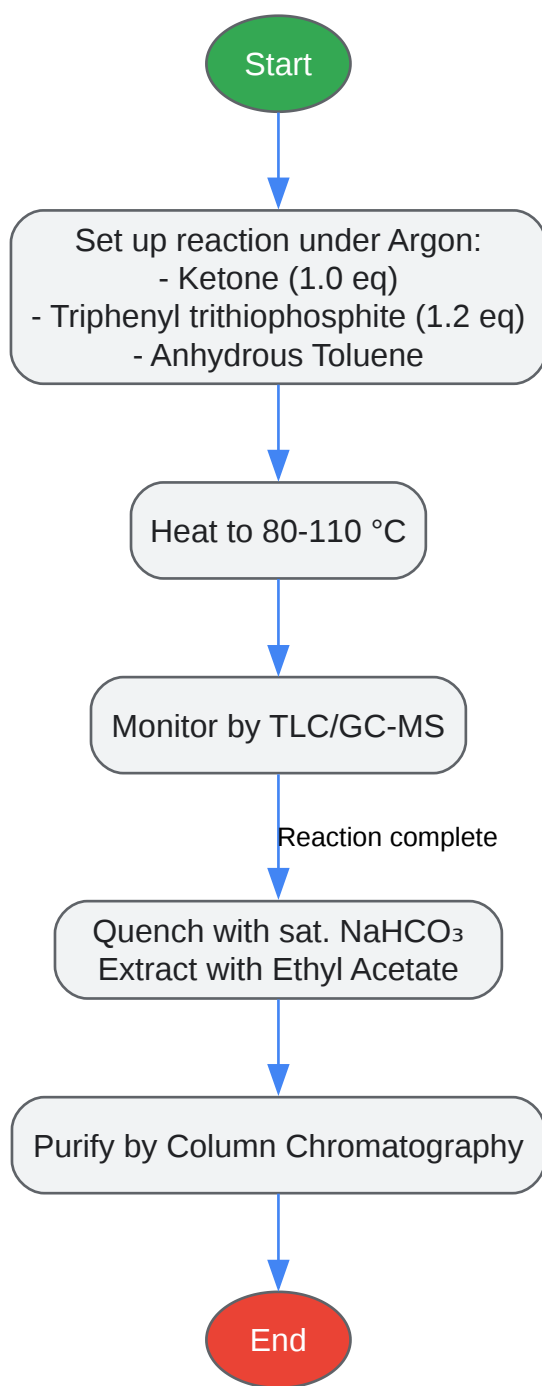 Start
Set up reaction under Argon:
- Ketone (1.0 eq)
- Triphenyl trithiophosphite (1.2 eq)
- Anhydrous Toluene
Heat to 80-110 °C
Monitor by TLC/GC-MS
Reaction complete
Quench with sat. NaHCO₃
Extract with Ethyl Acetate
Purify by Column Chromatography
End